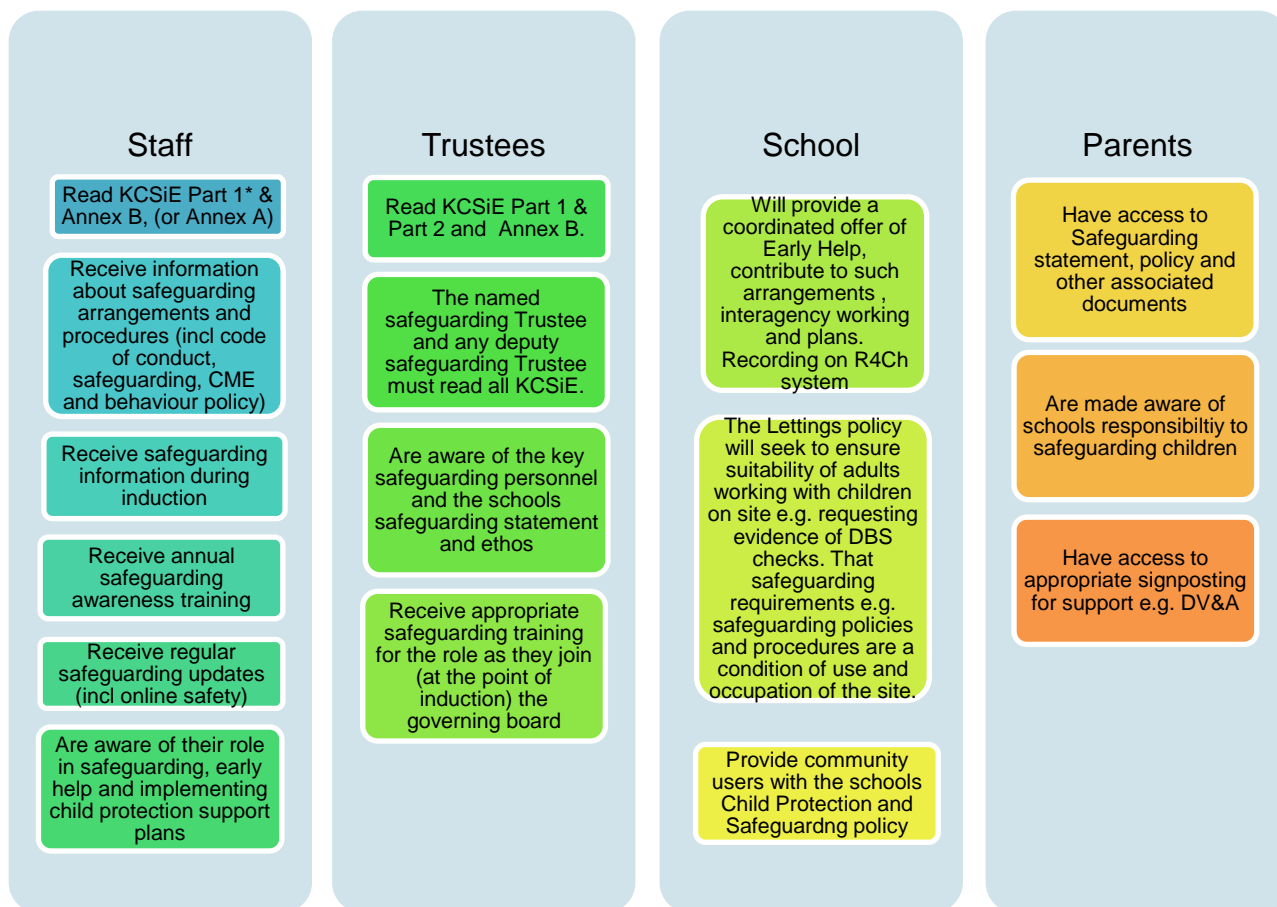 Staff
Read KCSiE Part 1* &
Annex B, (or Annex A)
Receive information
about safeguarding
arrangements and
procedures (incl code of
conduct,
safeguarding, CME
and behaviour policy)
Receive safeguarding
information during
induction
Receive annual
safeguarding
awareness training
Receive regular
safeguarding updates
(incl online safety)
Are aware of their role
in safeguarding, early
help and implementing
child protection support
plans
Trustees
Read KCSiE Part 1 &
Part 2 and Annex B.
The named
safeguarding Trustee
and any deputy
safeguarding Trustee
must read all KCSiE.
Are aware of the key
safeguarding personnel
and the schools
safeguarding statement
and ethos
Receive appropriate
safeguarding training
for the role as they join
(at the point of
induction) the
governing board
School
Will provide a
coordinated offer of
Early Help,
contribute to such
arrangements ,
interagency working
and plans.
Recording on R4Ch
system
The Lettings policy
will seek to ensure
suitability of adults
working with children
on site e.g. requesting
evidence of DBS
checks. That
safeguarding
requirements e.g.
safeguarding policies
and procedures are a
condition of use and
occupation of the site.
Provide community
users with the schools
Child Protection and
Safeguardng policy
Parents
Have access to
Safeguarding
statement, policy and
other associated
documents
Are made aware of
schools responsibiltiy to
safeguarding children
Have access to
appropriate signposting
for support e.g. DV&A